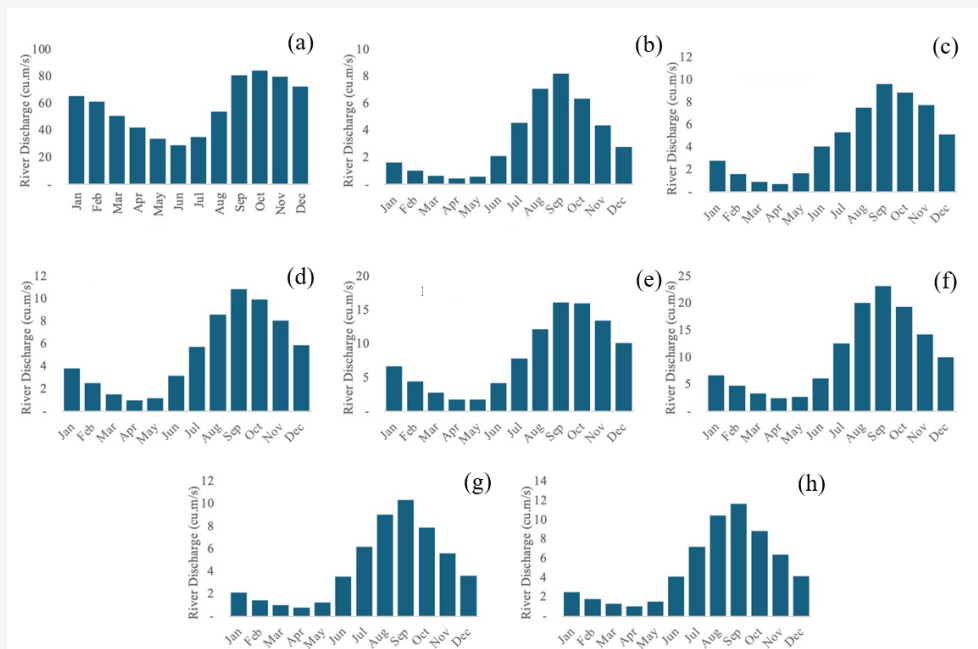 (a)
River Discharge (cu.m/s)
100
80
60
40
20
-
Jan Feb Mar Apr May Jun Jul Aug Sep Oct Nov Dec
(b)
River Discharge (cu.m/s)
10
8
6
4
2
-
Jan Feb Mar Apr May Jun Jul Aug Sep Oct Nov Dec
(c)
River Discharge (cu.m/s)
12
10
8
6
4
2
-
Jan Feb Mar Apr May Jun Jul Aug Sep Oct Nov Dec
(d)
River Discharge (cu.m/s)
12
10
8
6
4
2
-
Jan Feb Mar Apr May Jun Jul Aug Sep Oct Nov Dec
(e)
River Discharge (cu.m/s)
20
15
10
5
-
Jan Feb Mar Apr May Jun Jul Aug Sep Oct Nov Dec
(f)
River Discharge (cu.m/s)
25
20
15
10
5
-
Jan Feb Mar Apr May Jun Jul Aug Sep Oct Nov Dec
(g)
River Discharge (cu.m/s)
12
10
8
6
4
2
-
Jan Feb Mar Apr May Jun Jul Aug Sep Oct Nov Dec
(h)
River Discharge (cu.m/s)
14
12
10
8
6
4
2
-
Jan Feb Mar Apr May Jun Jul Aug Sep Oct Nov Dec